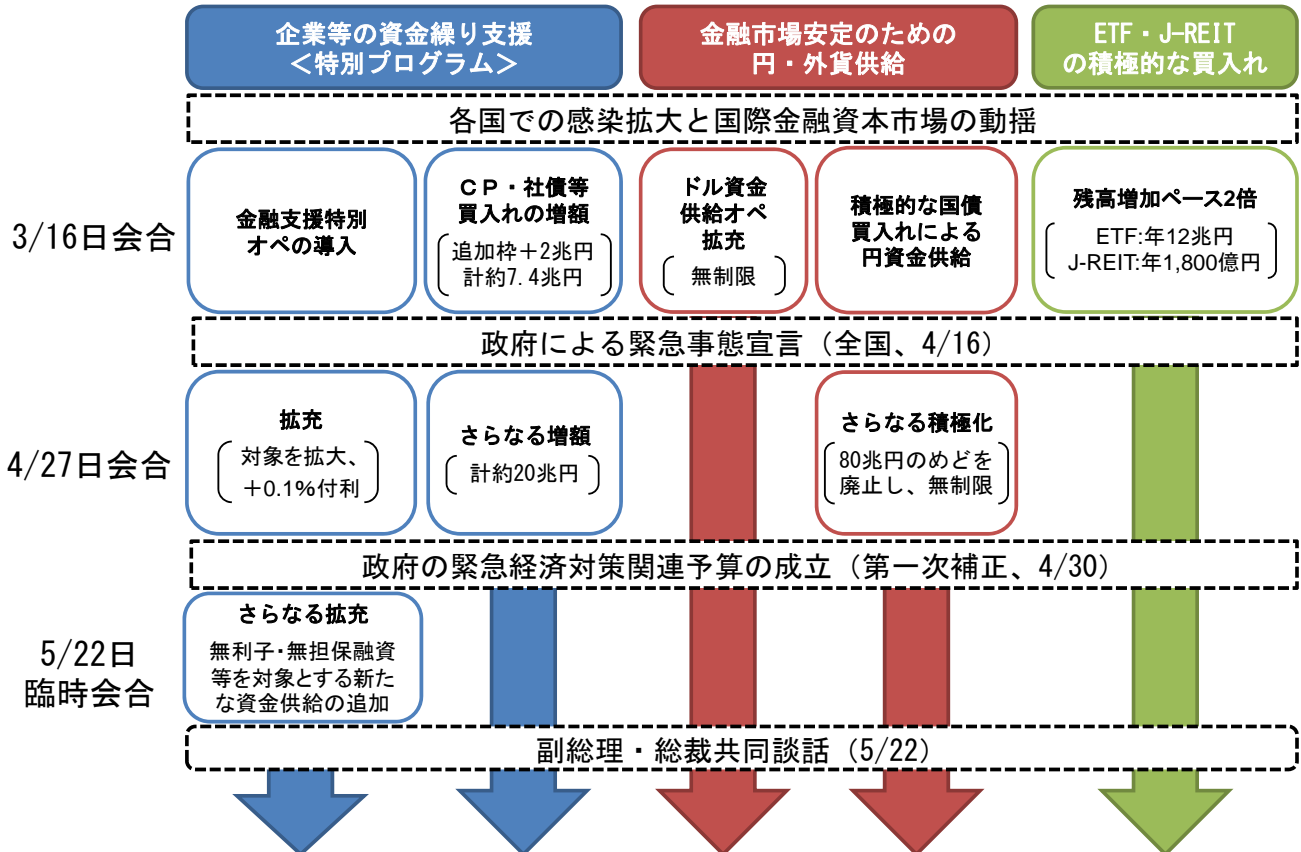 企業等の資金繰り支援
＜特別プログラム＞
金融市場安定のための
円・外貨供給
ETF・J-REIT
の積極的な買入れ
各国での感染拡大と国際金融資本市場の動揺
3/16日会合
金融支援特別
オペの導入
ＣＰ・社債等
買入れの増額
追加枠＋2兆円
計約7.4兆円
ドル資金
供給オペ
拡充
無制限
積極的な国債
買入れによる
円資金供給
残高増加ペース2倍
ETF:年12兆円
J-REIT:年1,800億円
政府による緊急事態宣言（全国、4/16）
4/27日会合
拡充
対象を拡大、
＋0.1％付利
さらなる増額
計約20兆円
さらなる積極化
80兆円のめどを
廃止し、無制限
政府の緊急経済対策関連予算の成立（第一次補正、4/30）
5/22日
臨時会合
さらなる拡充
無利子・無担保融資
等を対象とする新た
な資金供給の追加
副総理・総裁共同談話（5/22）